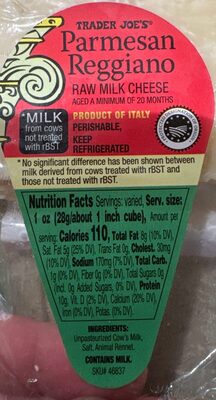 TRADER JOE'S®
Parmesan
Reggiano
RAW MILK CHEESE
AGED A MINIMUM OF 20 MONTHS
*MILK
from cows
not treated
with rBST
PRODUCT OF ITALY
PERISHABLE,
KEEP
REFRIGERATED
*No significant difference has been shown between
milk derived from cows treated with rBST and
those not treated with rBST.
Nutrition Facts Servings: varied, Serv. size:
1 oz (28g/about 1 inch cube), Amount per
serving: Calories 110, Total Fat 8g (10% DV),
Sat. Fat 5g (25% DV), Trans Fat 0g, Cholest. 30mg
(10% DV), Sodium 170mg (7% DV), Total Carb.
(0% DV), Fiber 0g (0% DV), Total Sugars 0g
(Incl. 0g Added Sugars, 0% DV), Protein
10g, Vit. D (2% DV), Calcium (20% DV),
Iron (0% DV), Potas. (0% DV).
INGREDIENTS:
Unpasteurized Cow's Milk,
Salt, Animal Rennet.
CONTAINS MILK.
SKU# 46837